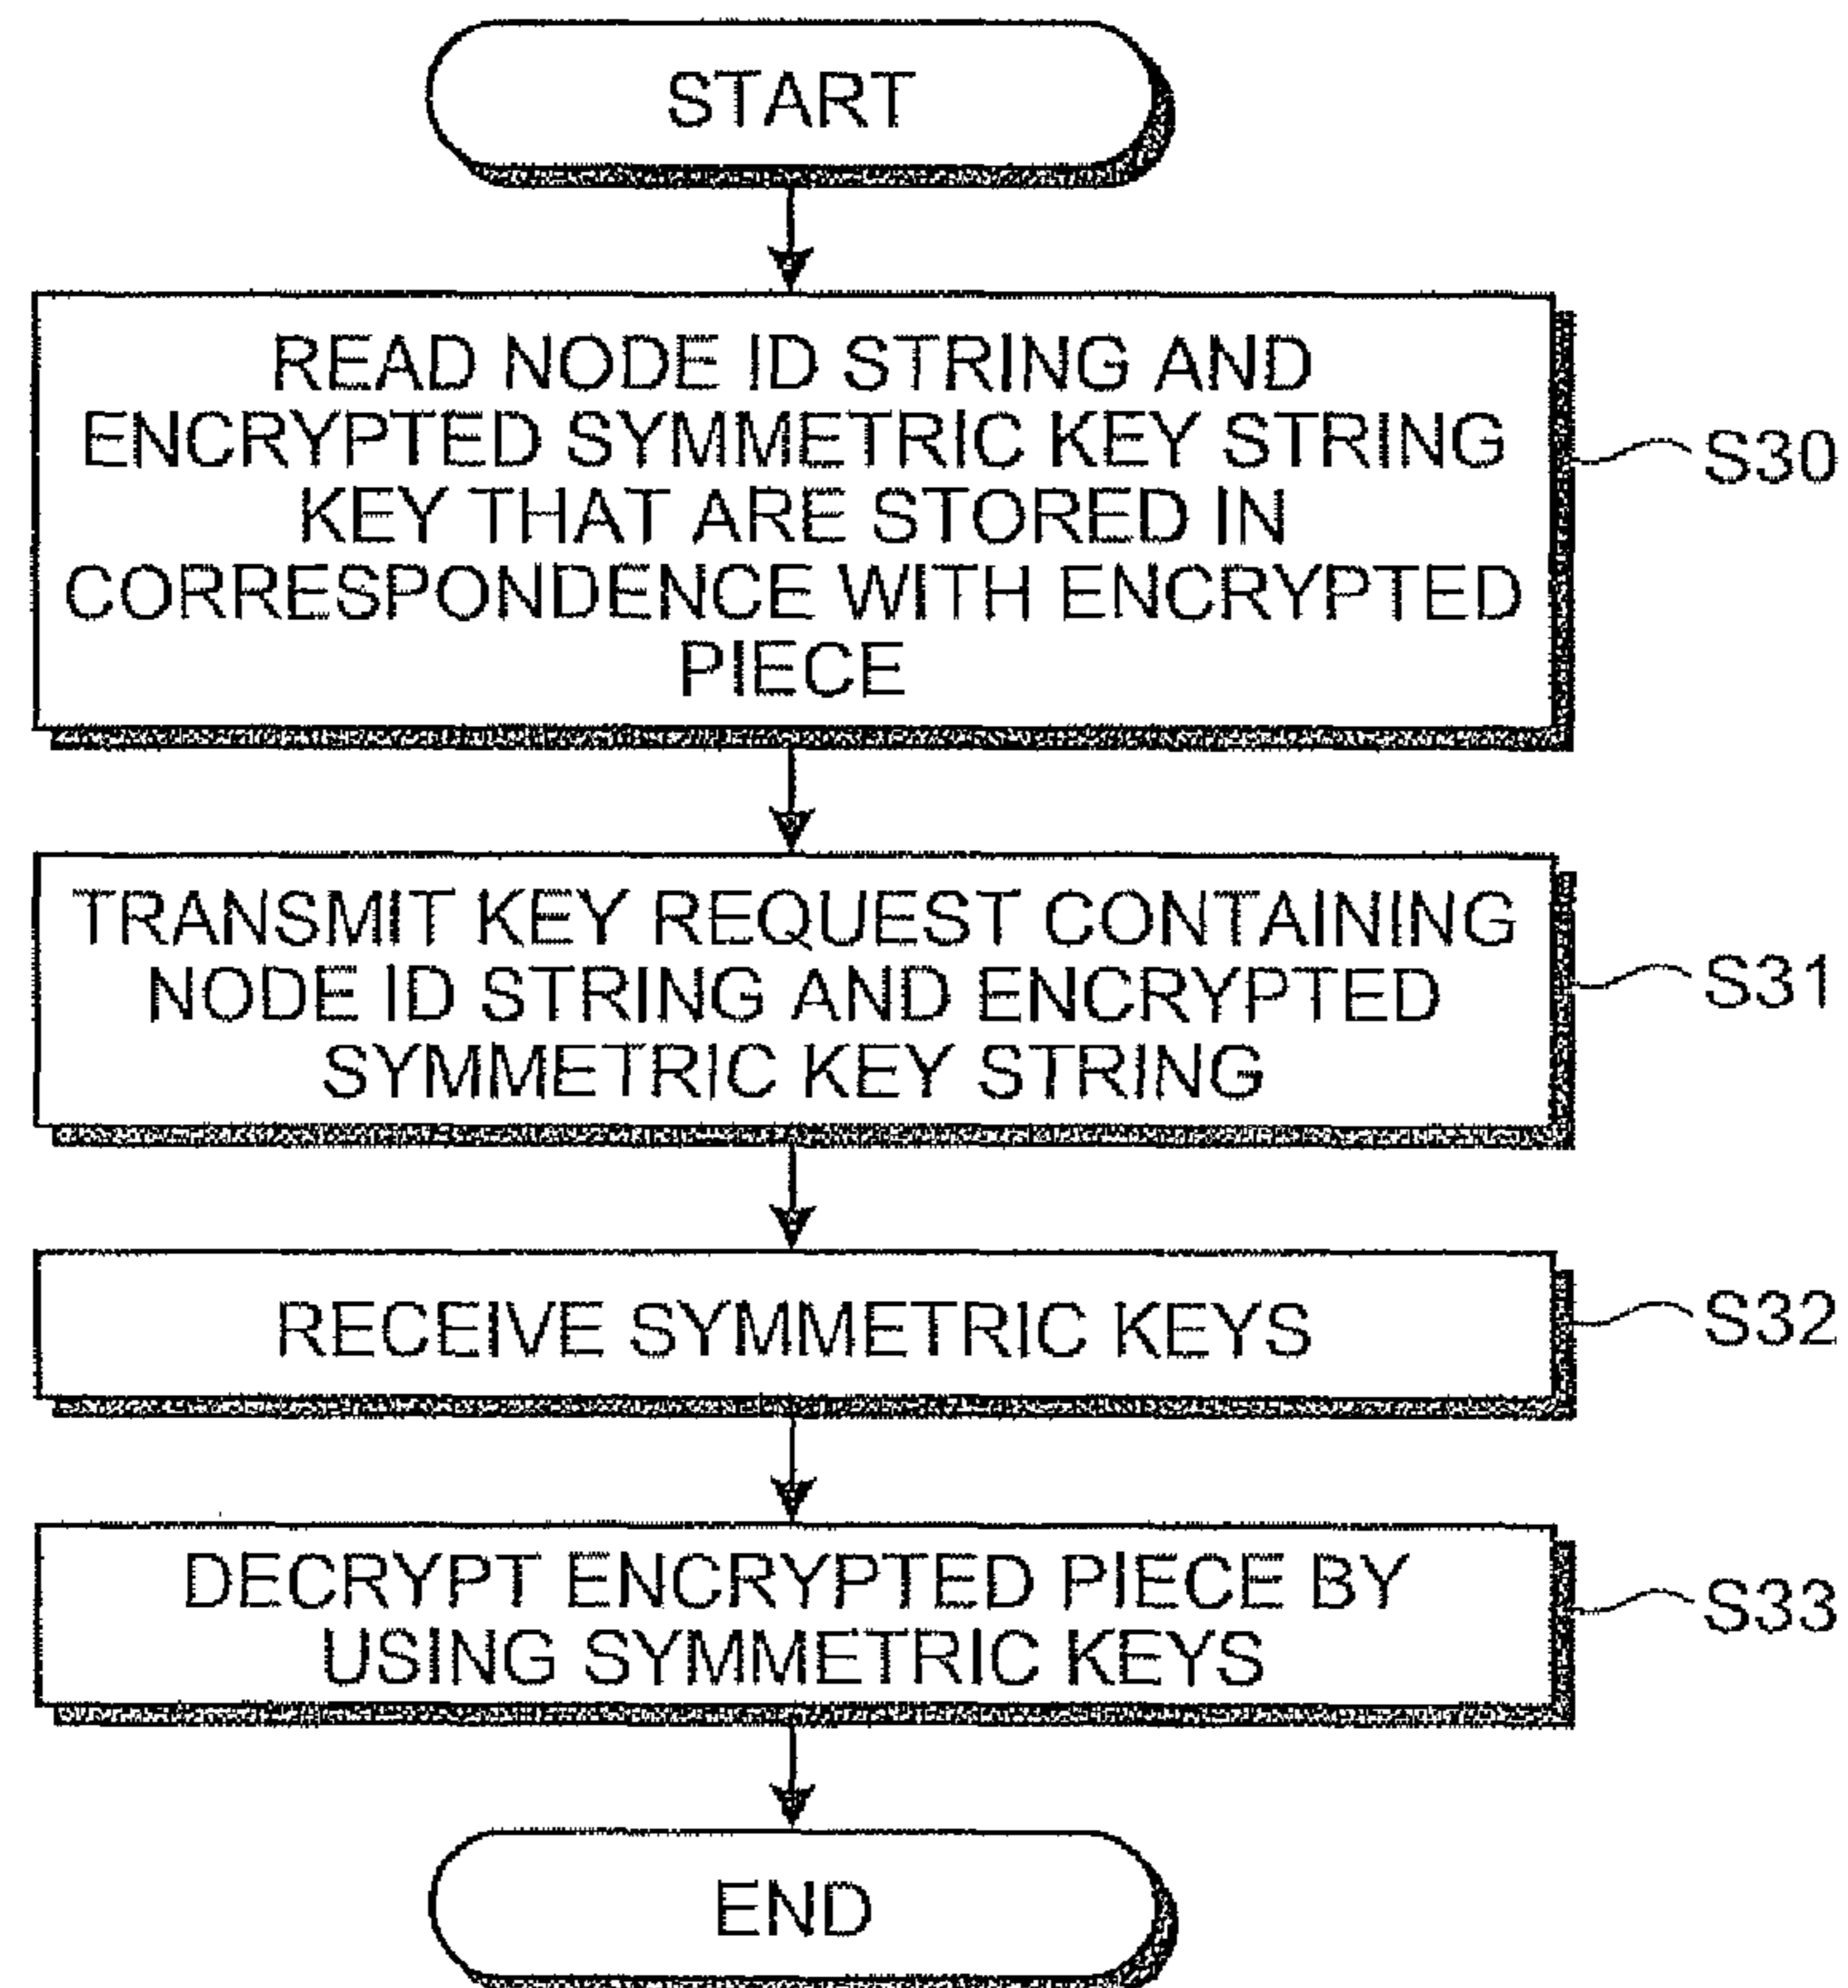 START
READ NODE ID STRING AND
ENCRYPTED SYMMETRIC KEY STRING
KEY THAT ARE STORED IN
CORRESPONDENCE WITH ENCRYPTED
PIECE
S30
TRANSMIT KEY REQUEST CONTAINING
NODE ID STRING AND ENCRYPTED
SYMMETRIC KEY STRING
S31
RECEIVE SYMMETRIC KEYS
S32
DECRYPT ENCRYPTED PIECE BY
USING SYMMETRIC KEYS
S33
END